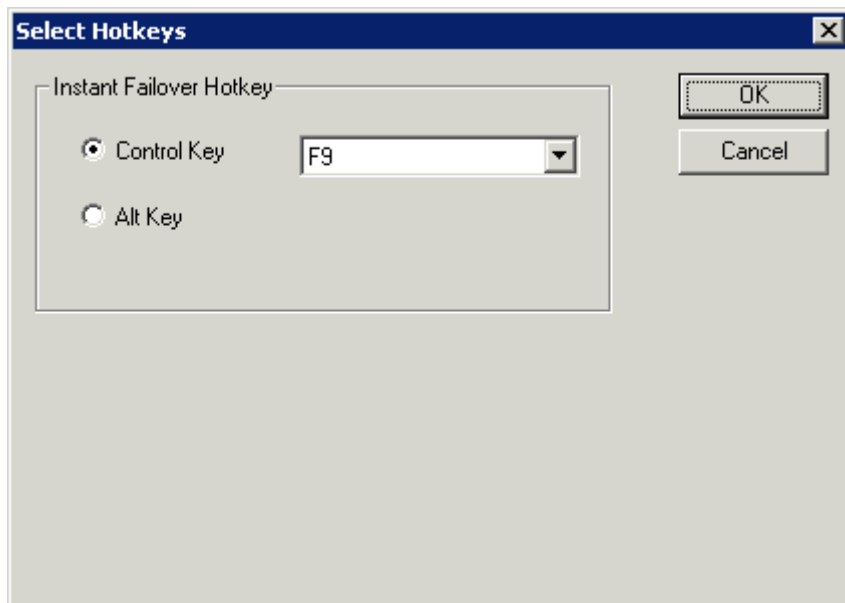 Select Hotkeys
Instant Failover Hotkey
OK
Control Key F9
Cancel
Alt Key